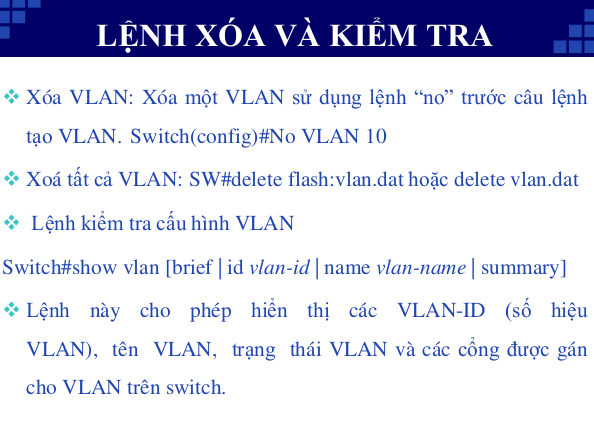 LỆNH XÓA VÀ KIỂM TRA
Xóa VLAN: Xóa một VLAN sử dụng lệnh “no” trước câu lệnh
tạo VLAN. Switch(config)#No VLAN 10
Xoá tất cả VLAN: SW#delete flash:vlan.dat hoặc delete vlan.dat
Lệnh kiểm tra cấu hình VLAN
Switch#show vlan [brief | id vlan-id | name vlan-name | summary]
Lệnh này cho phép hiển thị các VLAN-ID (số hiệu
VLAN), tên VLAN, trạng thái VLAN và các cổng được gán
cho VLAN trên switch.